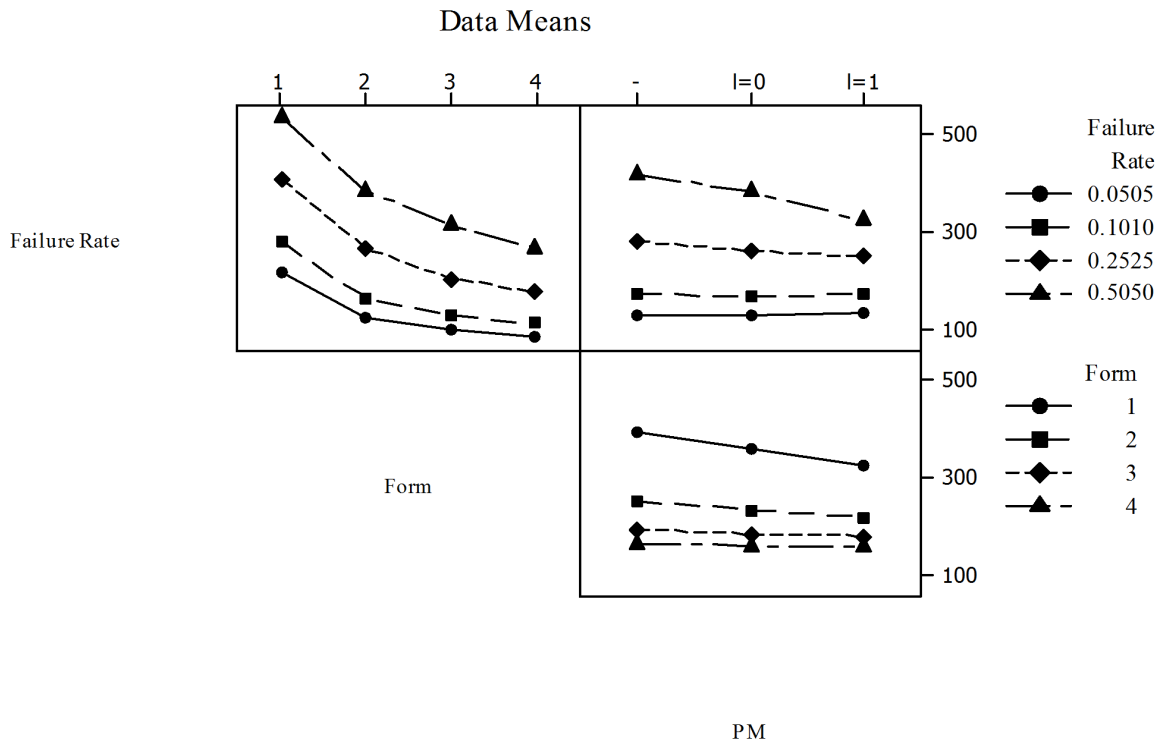 Data Means
1 2 3 4 - l=0 l=1
500
300
100
Failure Rate
Failure
Rate
0.0505
0.1010
0.2525
0.5050
500
300
100
Form
Form
1
2
3
4
PM